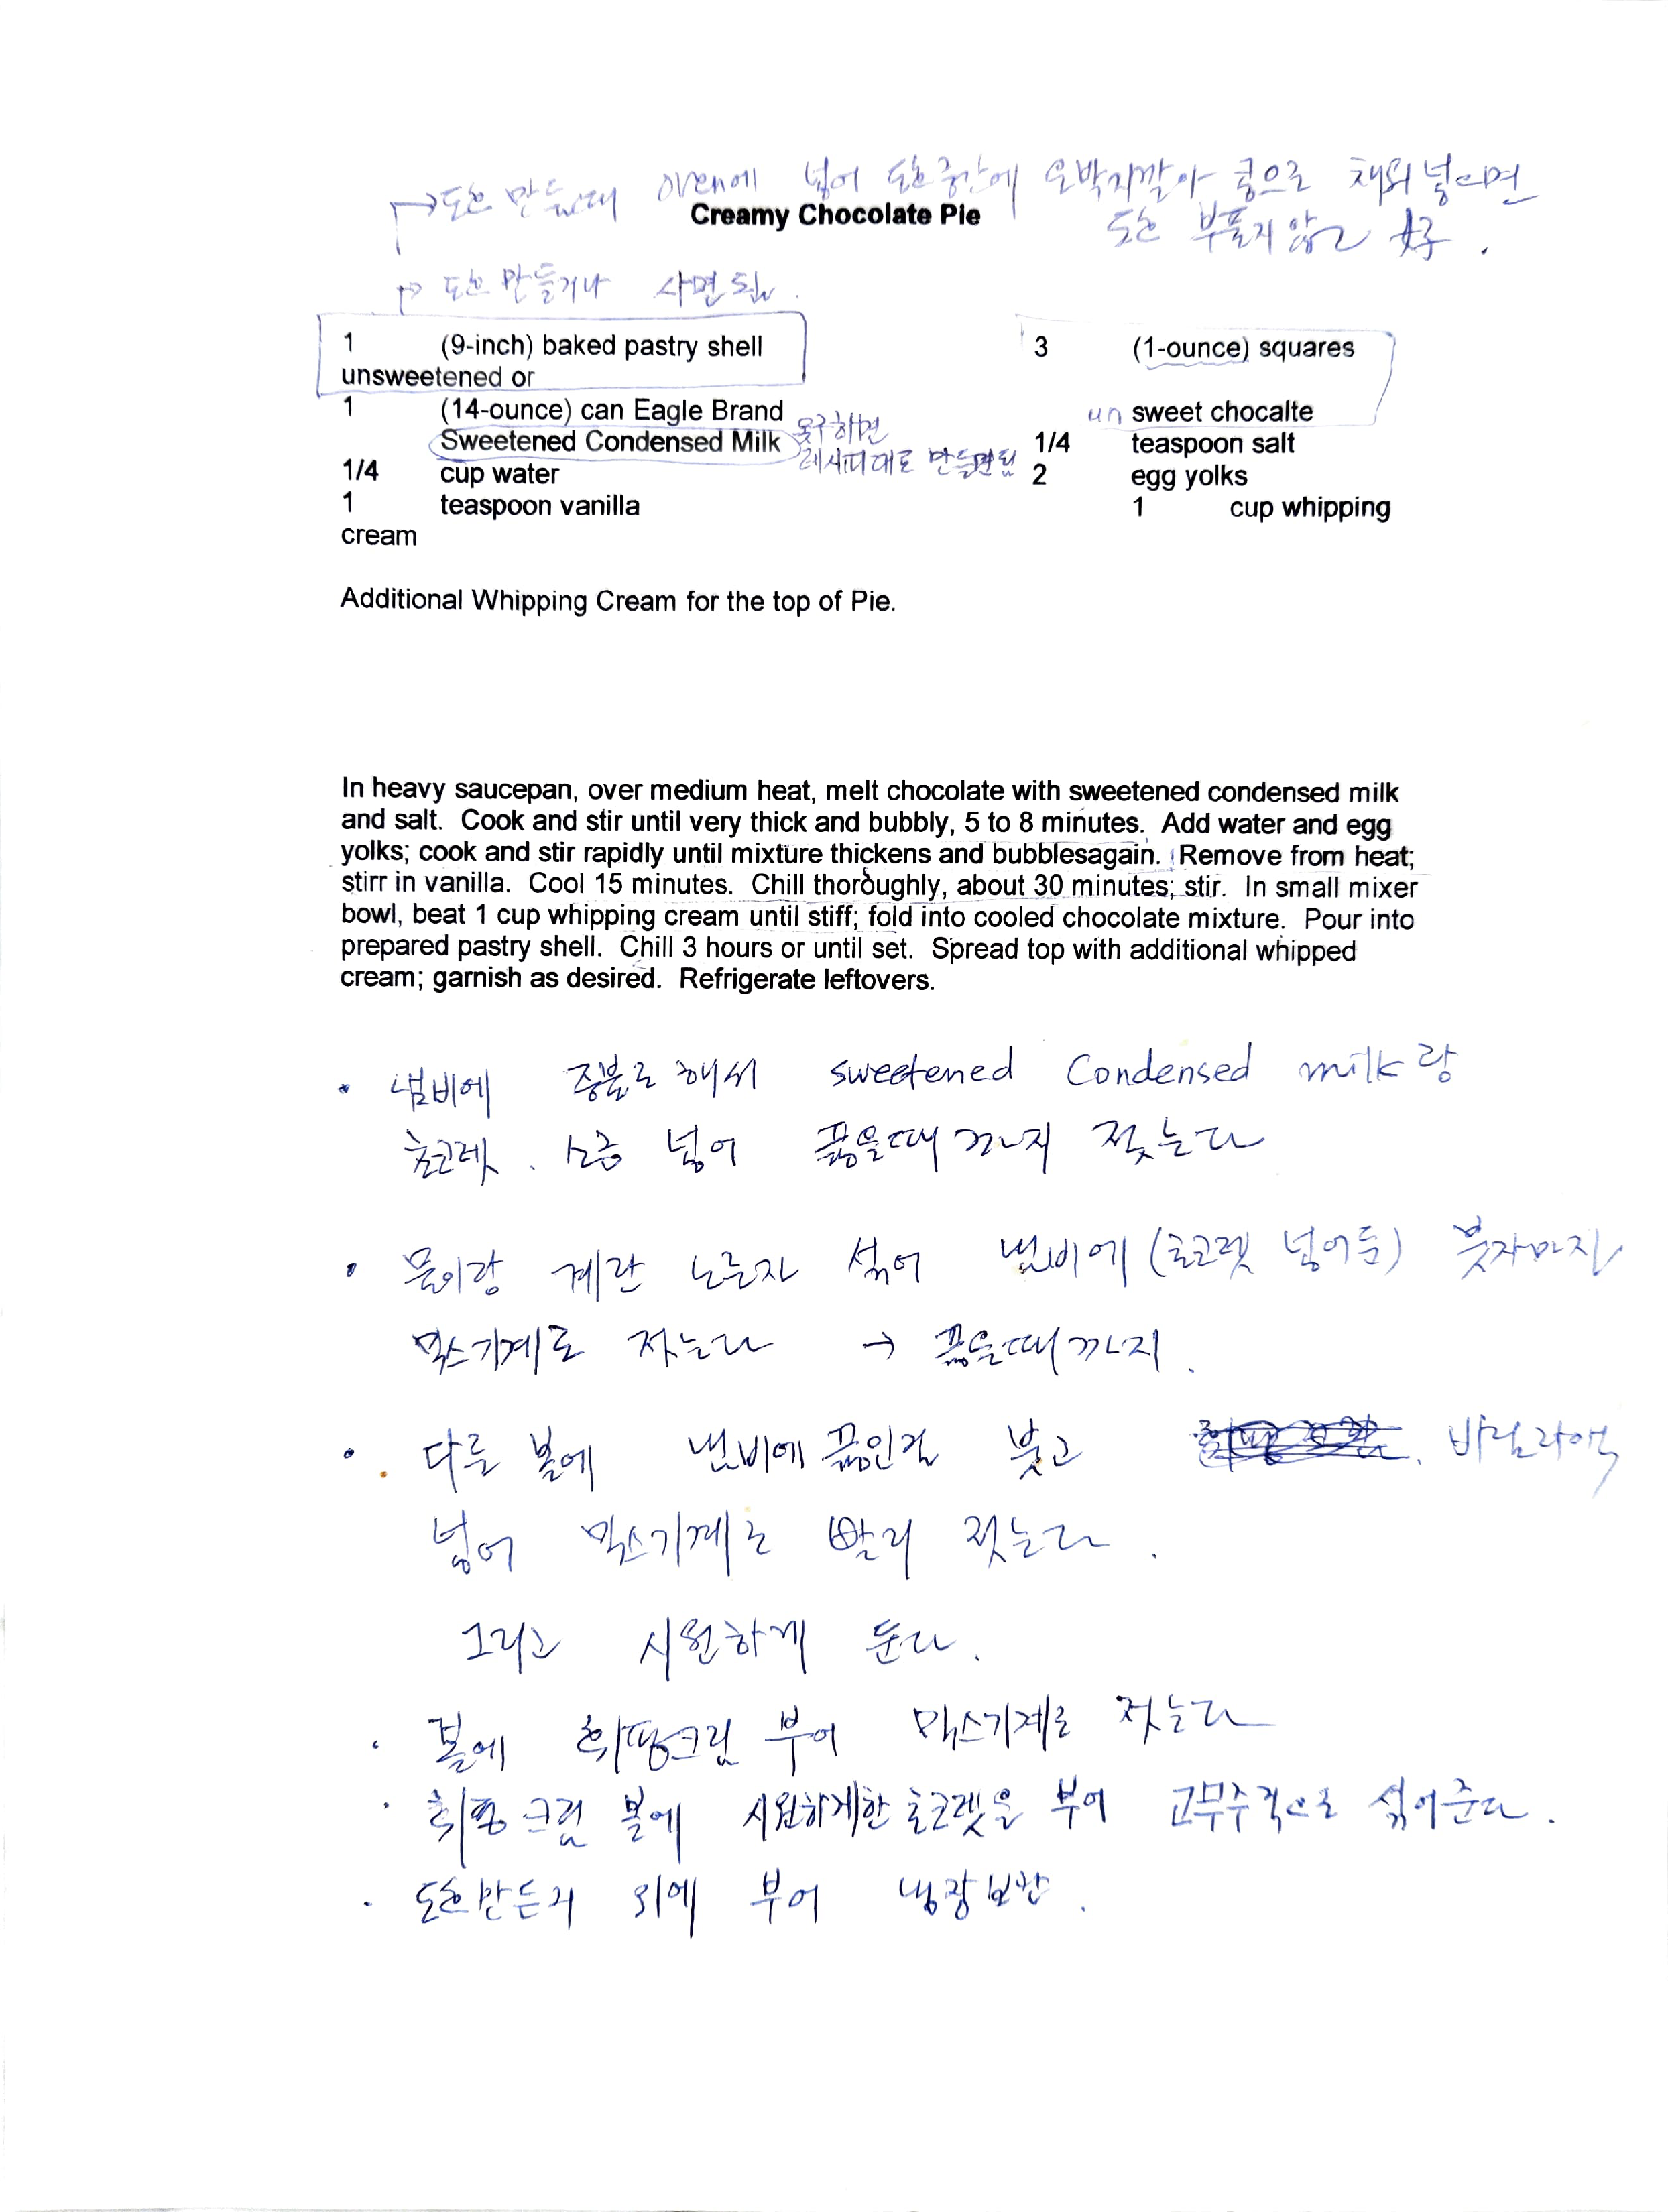 → 도우 만들때 oven에 넣어 도우 중간에 유박지깔아 콩으로 채워 넣으면
Creamy Chocolate Pie
도우 부풀지 않고 好.
→ 도우 만들거나 사면 됨.
1 (9-inch) baked pastry shell 3 (1-ounce) squares
unsweetened or
1 (14-ounce) can Eagle Brand un sweet chocalte
Sweetened Condensed Milk 못구하면 1/4 teaspoon salt
레시피대로 만들면됨
1/4 cup water 2 egg yolks
1 teaspoon vanilla 1 cup whipping
cream
Additional Whipping Cream for the top of Pie.
In heavy saucepan, over medium heat, melt chocolate with sweetened condensed milk
and salt. Cook and stir until very thick and bubbly, 5 to 8 minutes. Add water and egg
yolks; cook and stir rapidly until mixture thickens and bubblesagain. Remove from heat;
stirr in vanilla. Cool 15 minutes. Chill thoroughly, about 30 minutes; stir. In small mixer
bowl, beat 1 cup whipping cream until stiff; fold into cooled chocolate mixture. Pour into
prepared pastry shell. Chill 3 hours or until set. Spread top with additional whipped
cream; garnish as desired. Refrigerate leftovers.
• 냄비에 중불로 해서 sweetened Condensed milk랑
초코렛. 소금 넣어 끓을때까지 젖는다
• 물이랑 계란 노른자 섞어 냄비에 (초코렛 넣어둔) 붓자마자
믹스기계로 젓는다 → 끓을때까지.
• 다른 볼에 냄비에 끓인걸 붓고 바닐라액
넣어 믹스기계로 빨리 젓는다.
그리고 시원하게 둔다.
• 볼에 휘핑크림 부어 믹스기계로 젓는다
• 휘핑크림 볼에 시원하게한 초코렛을 부어 고무주걱으로 섞어준다.
• 도우만든거 위에 부어 냉장보관.